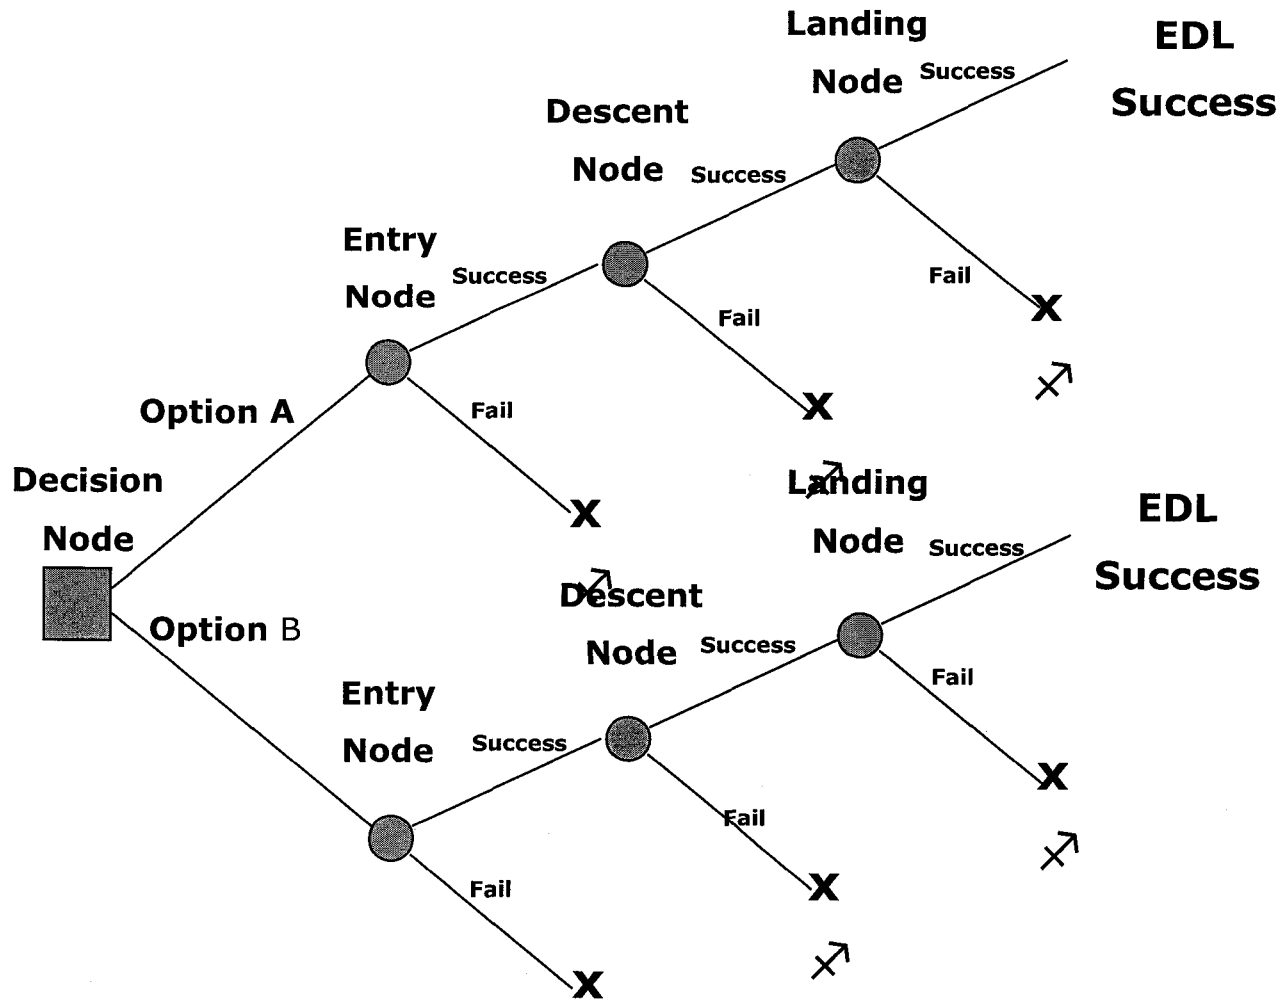 Landing
Node
Success
EDL
Success
Descent
Node
Success
Fail
X
♐
Entry
Node
Success
Fail
X
♐
Option A
Fail
X
♐
Decision
Node
Option B
Landing
Node
Success
EDL
Success
Descent
Node
Success
Fail
X
♐
Entry
Node
Success
Fail
X
♐
Fail
X